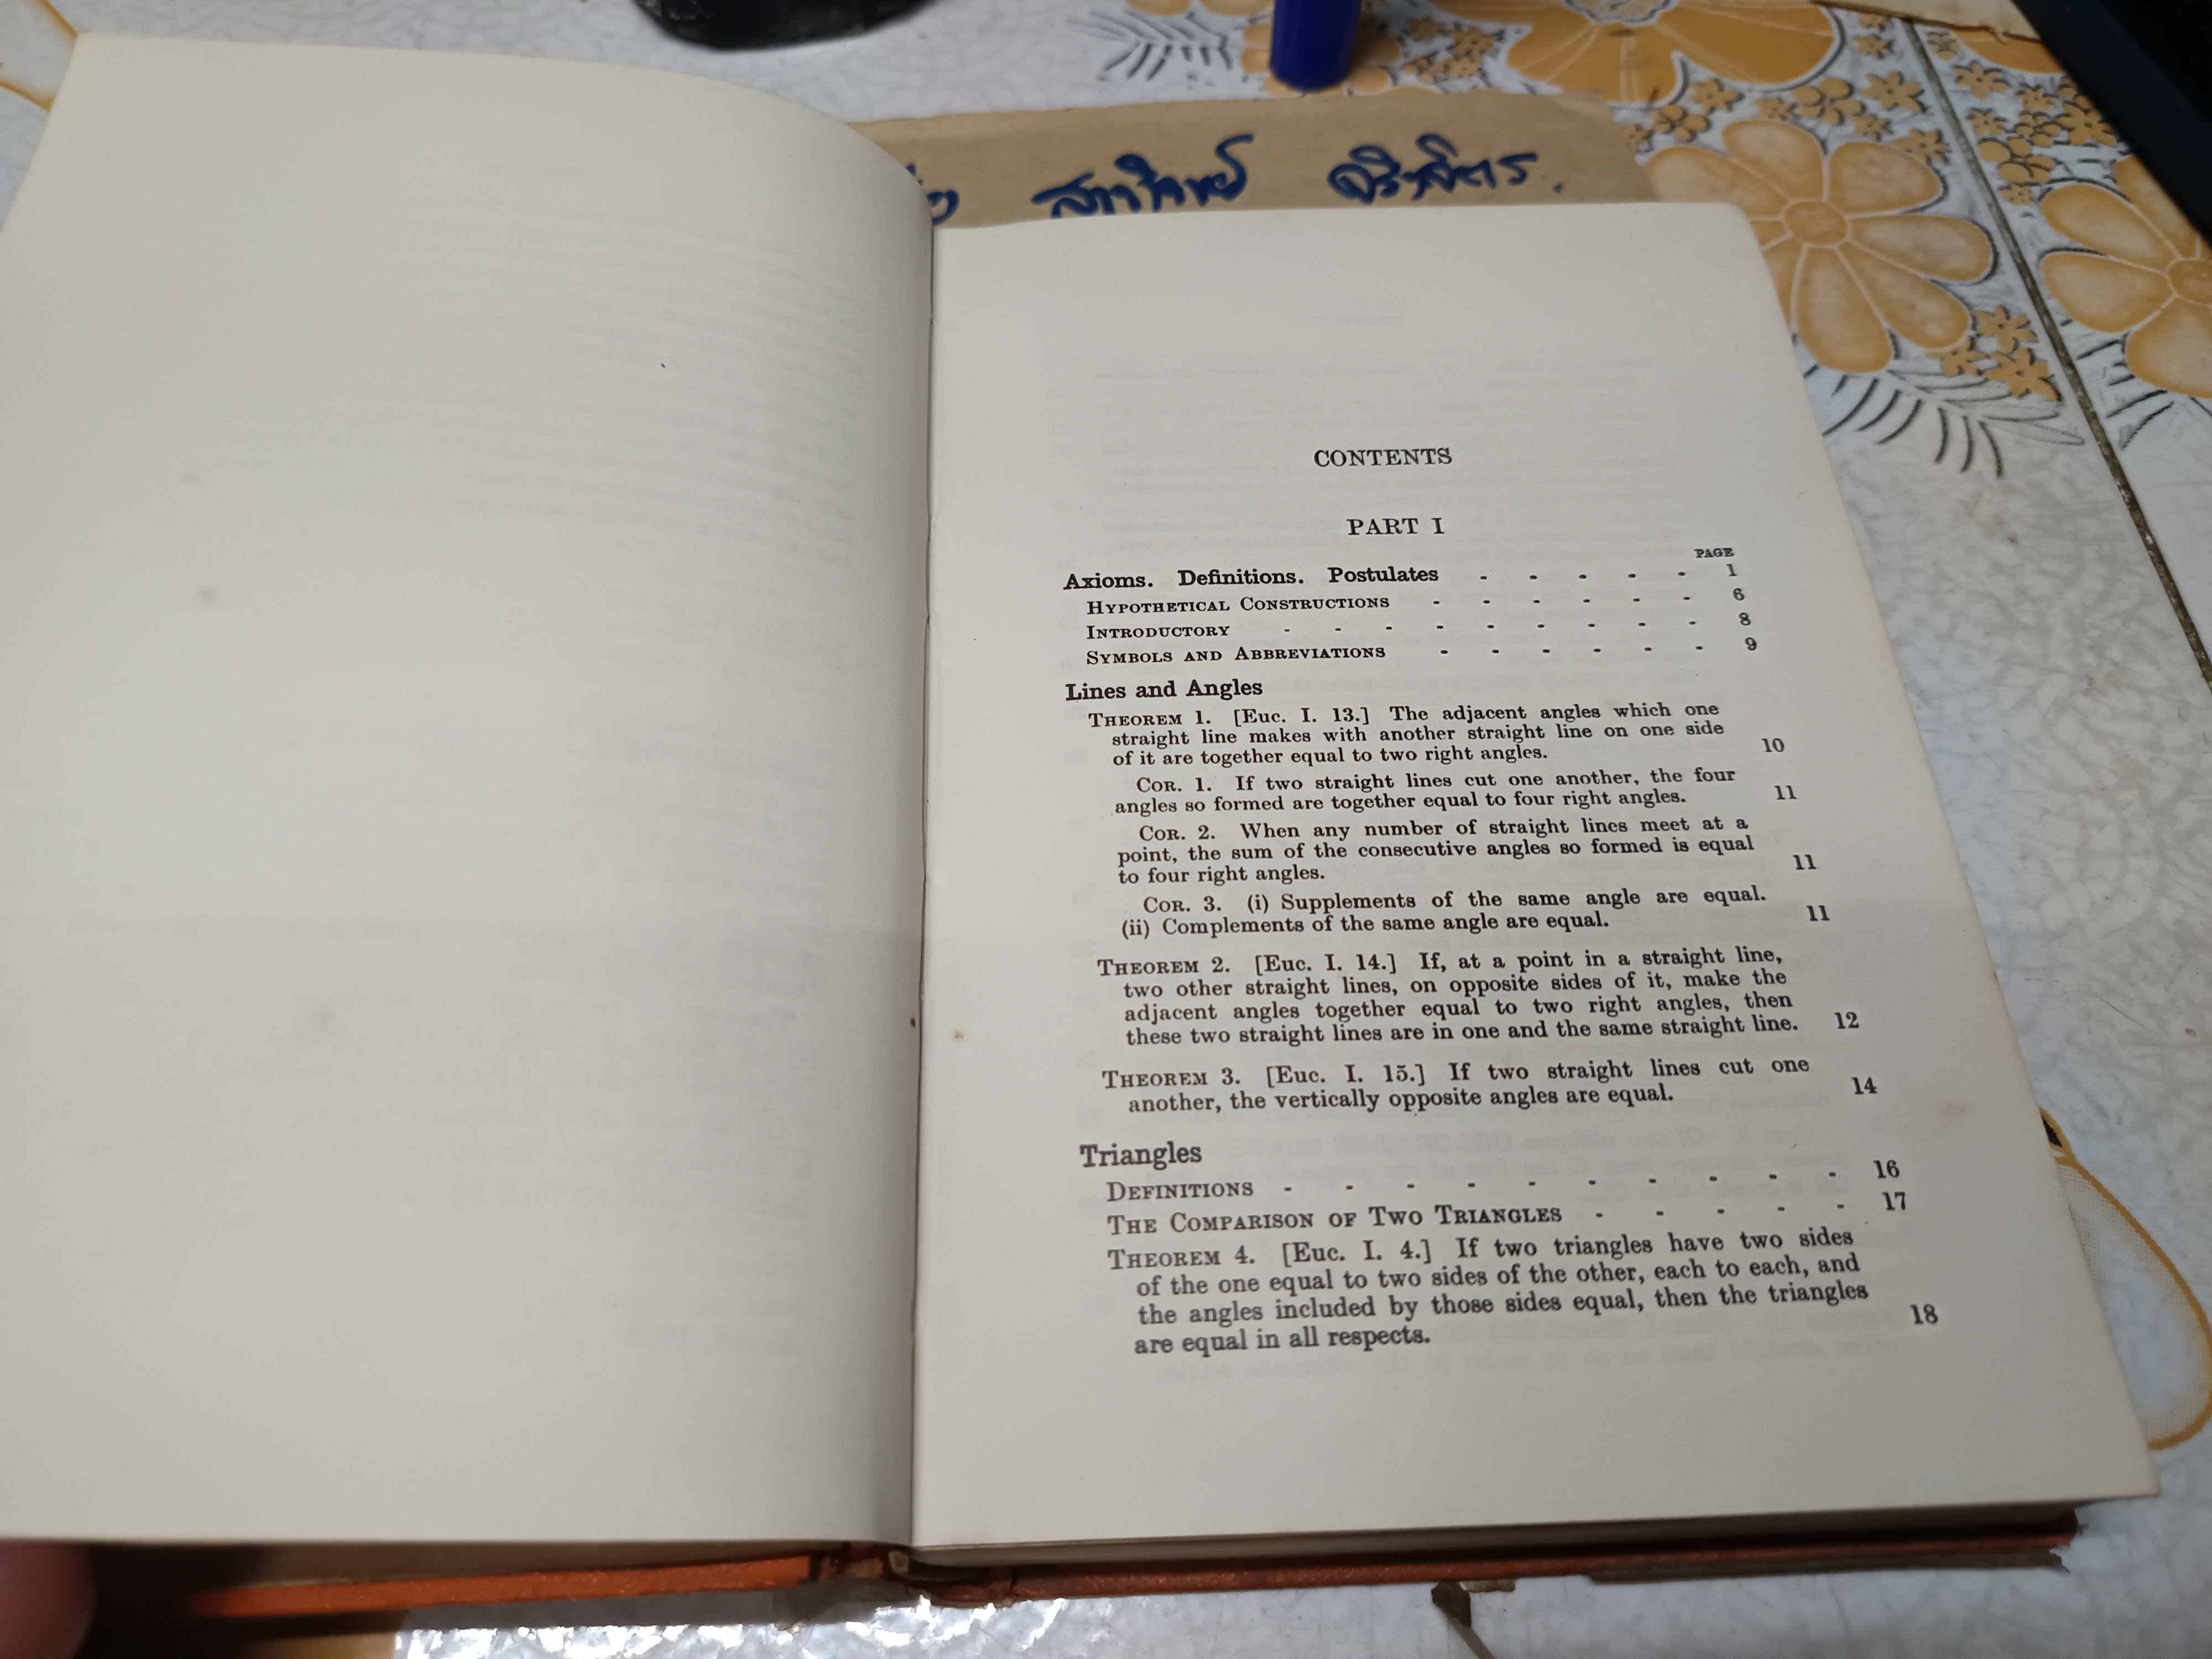 CONTENTS
PART I
PAGE
Axioms. Definitions. Postulates - - - - - 1
HYPOTHETICAL CONSTRUCTIONS - - - - - - 6
INTRODUCTORY - - - - - - - - - 8
SYMBOLS AND ABBREVIATIONS - - - - - - 9
Lines and Angles
THEOREM 1. [Euc. I. 13.] The adjacent angles which one
straight line makes with another straight line on one side
of it are together equal to two right angles. 10
COR. 1. If two straight lines cut one another, the four
angles so formed are together equal to four right angles. 11
COR. 2. When any number of straight lines meet at a
point, the sum of the consecutive angles so formed is equal
to four right angles. 11
COR. 3. (i) Supplements of the same angle are equal.
(ii) Complements of the same angle are equal. 11
THEOREM 2. [Euc. I. 14.] If, at a point in a straight line,
two other straight lines, on opposite sides of it, make the
adjacent angles together equal to two right angles, then
these two straight lines are in one and the same straight line. 12
THEOREM 3. [Euc. I. 15.] If two straight lines cut one
another, the vertically opposite angles are equal. 14
Triangles
DEFINITIONS - - - - - - - - - - 16
THE COMPARISON OF TWO TRIANGLES - - - - - 17
THEOREM 4. [Euc. I. 4.] If two triangles have two sides
of the one equal to two sides of the other, each to each, and
the angles included by those sides equal, then the triangles
are equal in all respects. 18